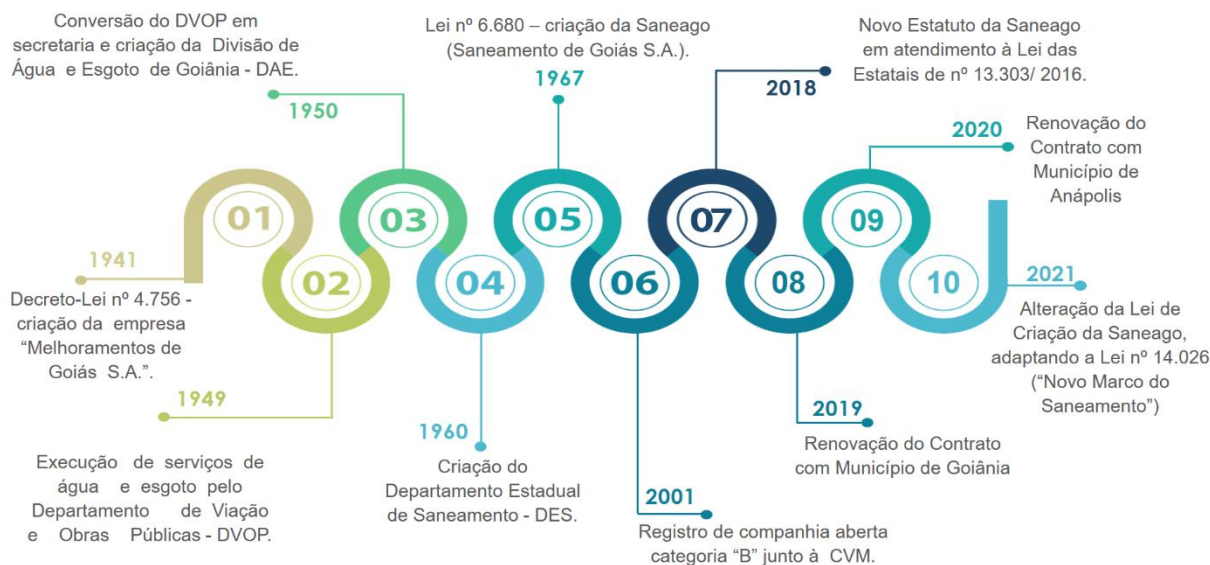 Conversão do DVOP em
secretaria e criação da Divisão de
Água e Esgoto de Goiânia - DAE.
1950
Lei nº 6.680 – criação da Saneago
(Saneamento de Goiás S.A.).
1967
Novo Estatuto da Saneago
em atendimento à Lei das
Estatais de nº 13.303/ 2016.
2018
2020
Renovação do
Contrato com
Município de
Anápolis
01
02
03
04
05
06
07
08
09
10
1941
Decreto-Lei nº 4.756 -
criação da empresa
“Melhoramentos de
Goiás S.A.”.
2021
Alteração da Lei de
Criação da Saneago,
adaptando a Lei nº 14.026
(“Novo Marco do
Saneamento”)
1949
Execução de serviços de
água e esgoto pelo
Departamento de Viação
e Obras Públicas - DVOP.
1960
Criação do
Departamento Estadual
de Saneamento - DES.
2001
Registro de companhia aberta
categoria “B” junto à CVM.
2019
Renovação do Contrato
com Município de Goiânia